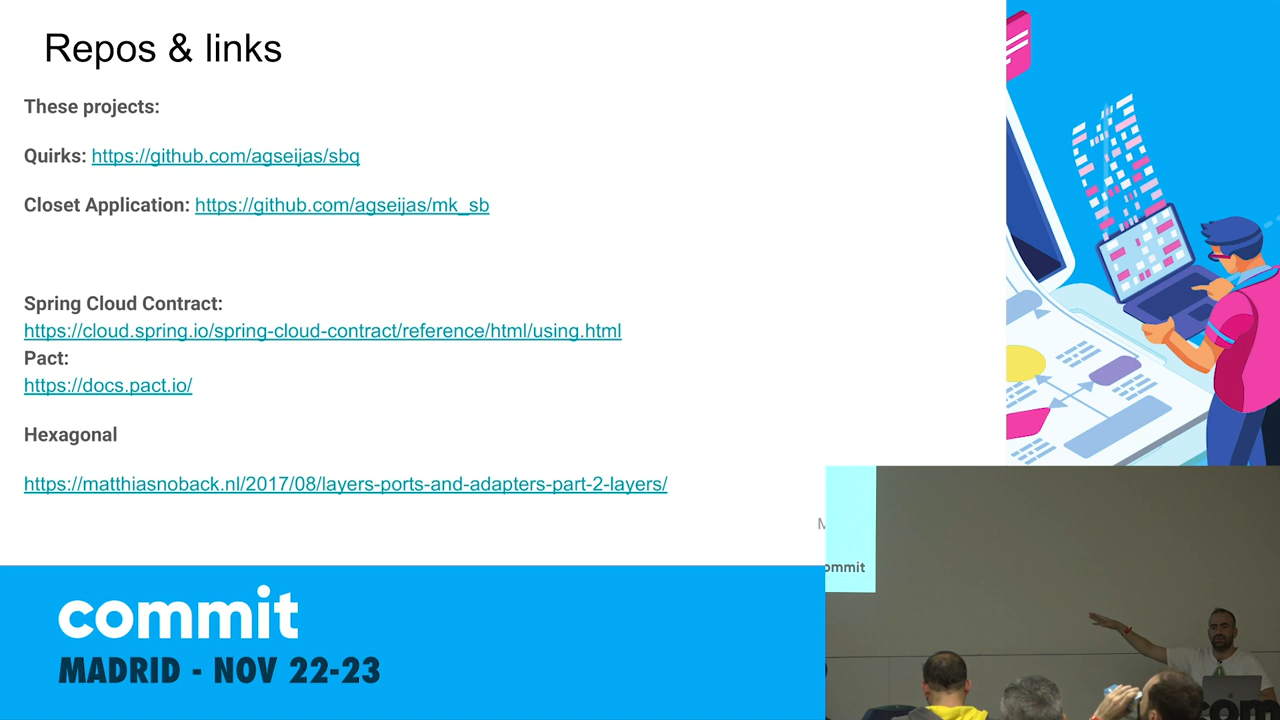 Repos & links
These projects:
Quirks: https://github.com/agseijas/sbq
Closet Application: https://github.com/agseijas/mk_sb
Spring Cloud Contract:
https://cloud.spring.io/spring-cloud-contract/reference/html/using.html
Pact:
https://docs.pact.io/
Hexagonal
https://matthiasnoback.nl/2017/08/layers-ports-and-adapters-part-2-layers/
ommit
commit
MADRID - NOV 22-23
com